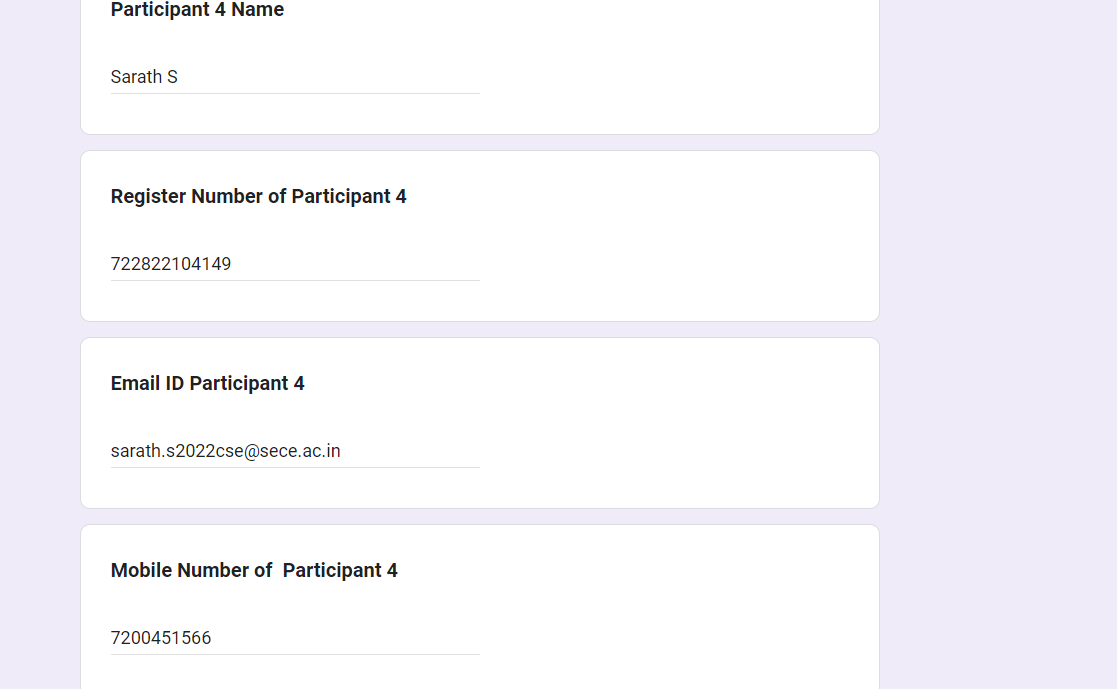 Participant 4 Name
Sarath S
Register Number of Participant 4
722822104149
Email ID Participant 4
sarath.s2022cse@sece.ac.in
Mobile Number of  Participant 4
7200451566